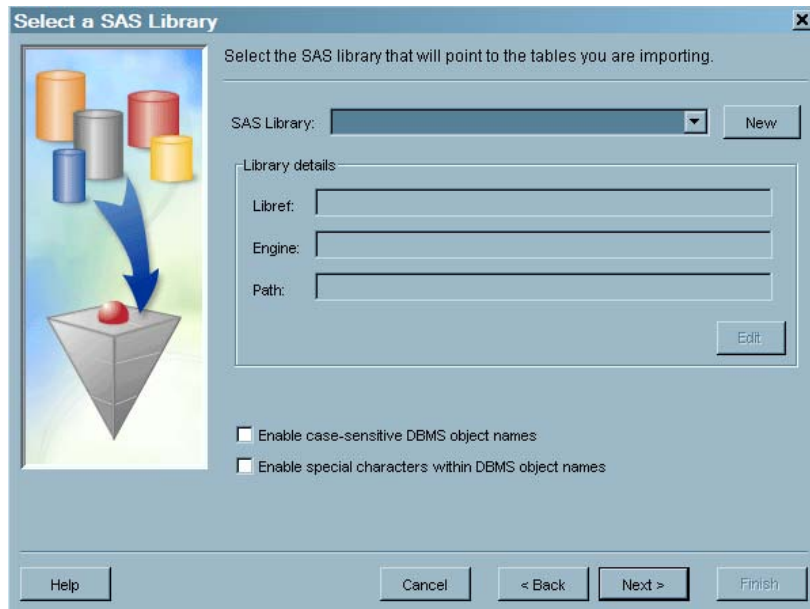 Select a SAS Library
Select the SAS library that will point to the tables you are importing.
SAS Library:
New
Library details
Libref:
Engine:
Path:
Edit
Enable case-sensitive DBMS object names
Enable special characters within DBMS object names
Help
Cancel
< Back
Next >
Finish